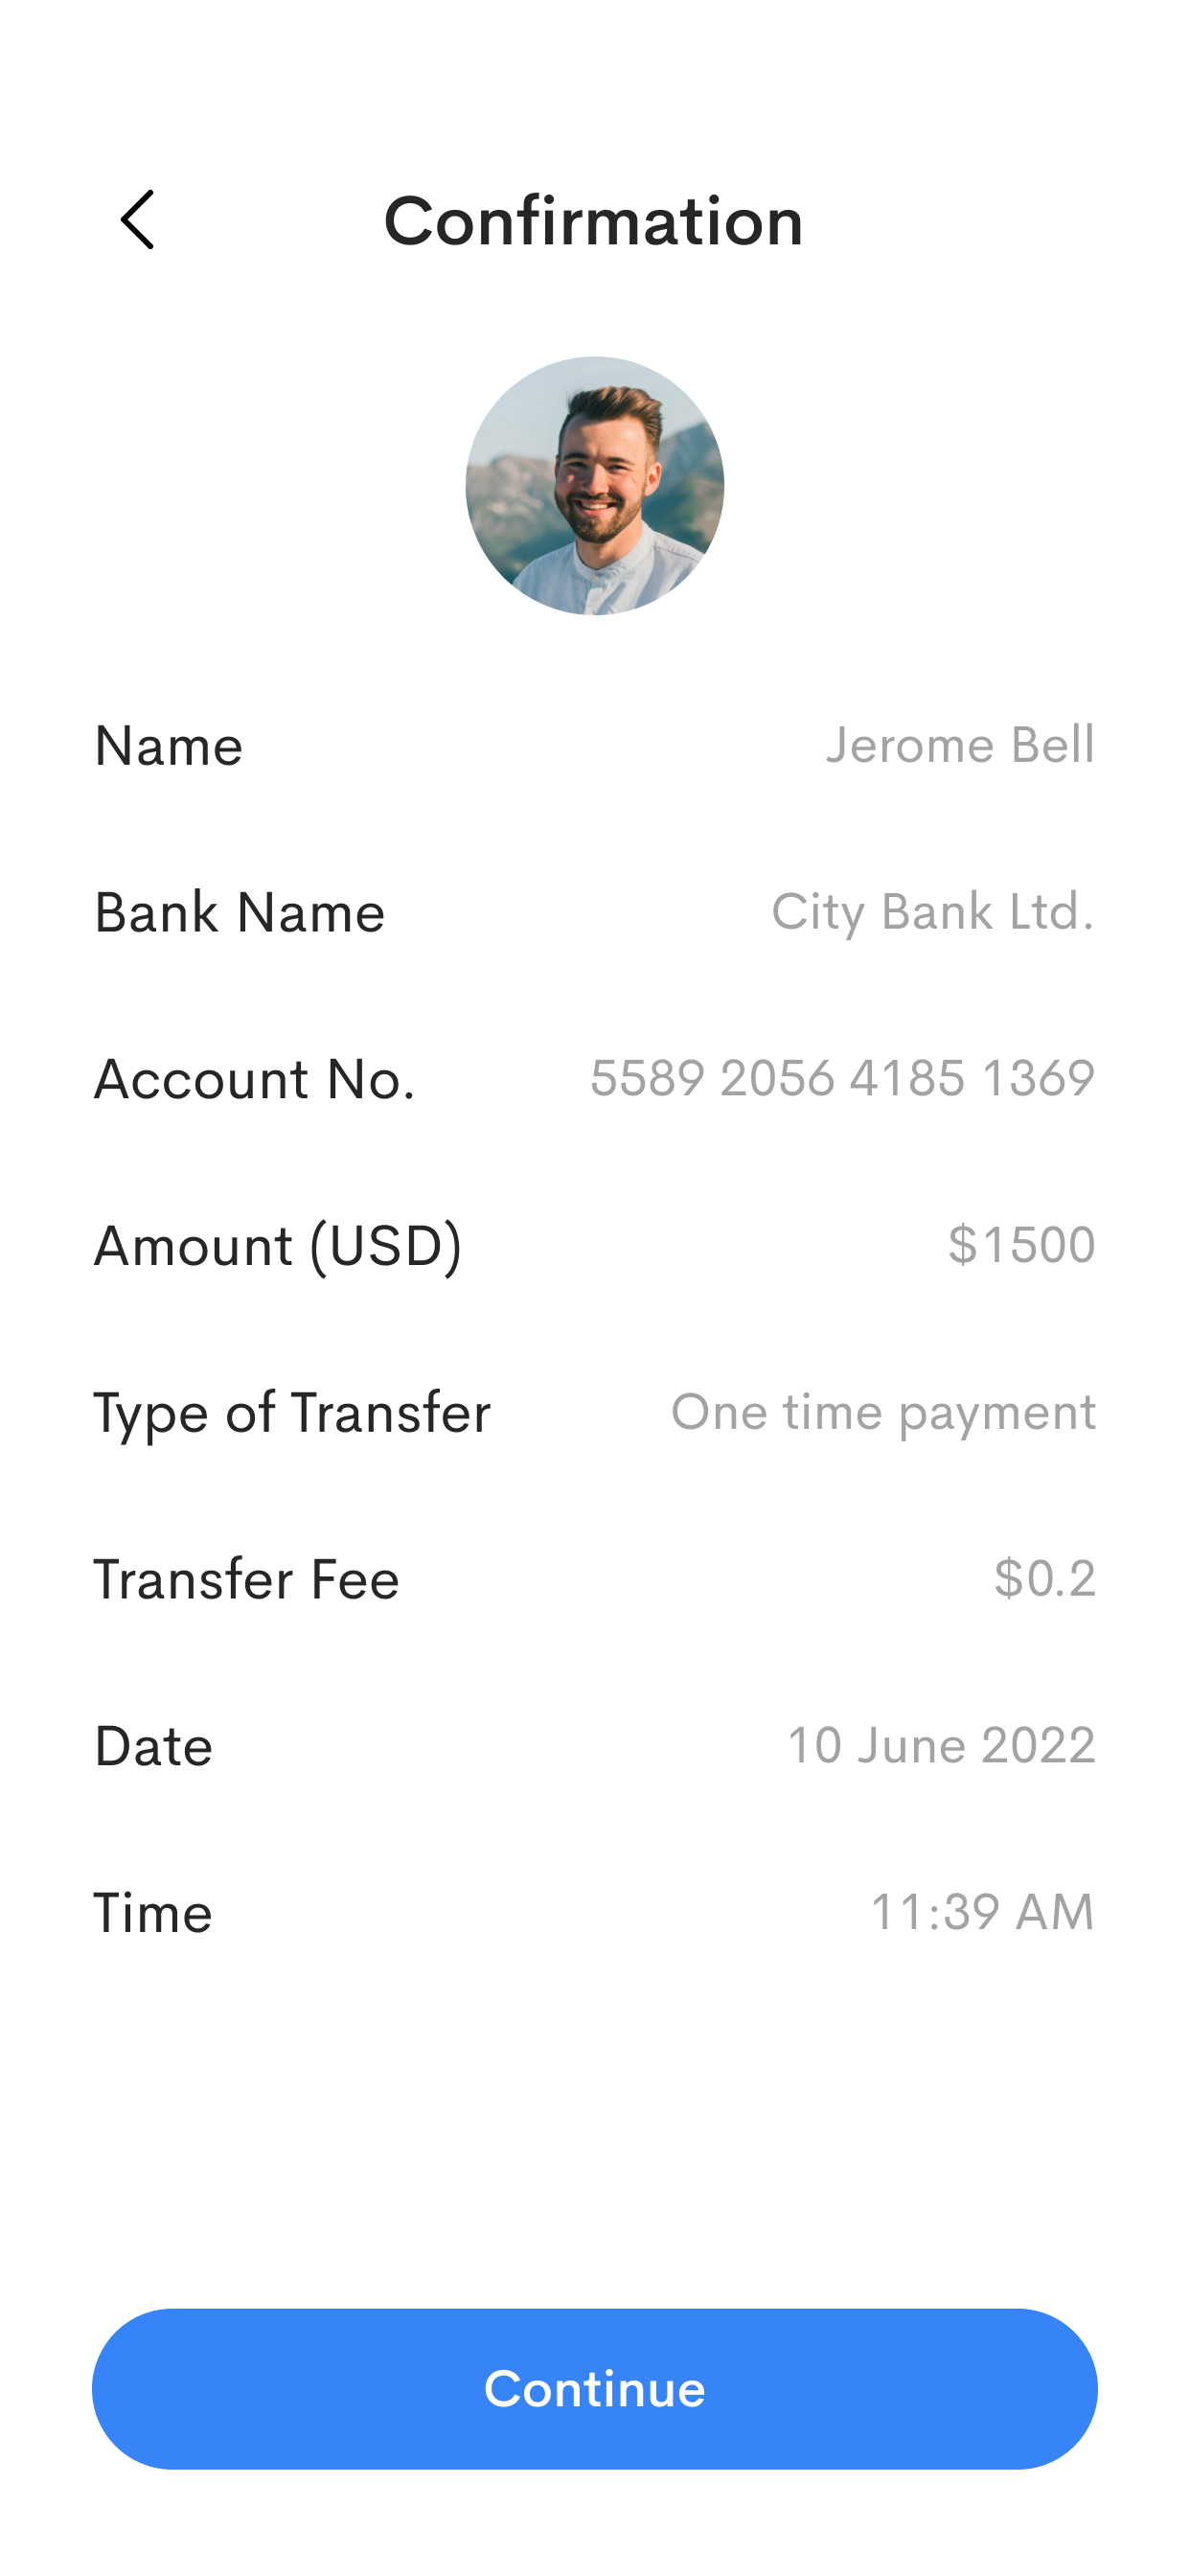 Confirmation
Name Jerome Bell
Bank Name City Bank Ltd.
Account No. 5589 2056 4185 1369
Amount (USD) $1500
Type of Transfer One time payment
Transfer Fee $0.2
Date 10 June 2022
Time 11:39 AM
Continue